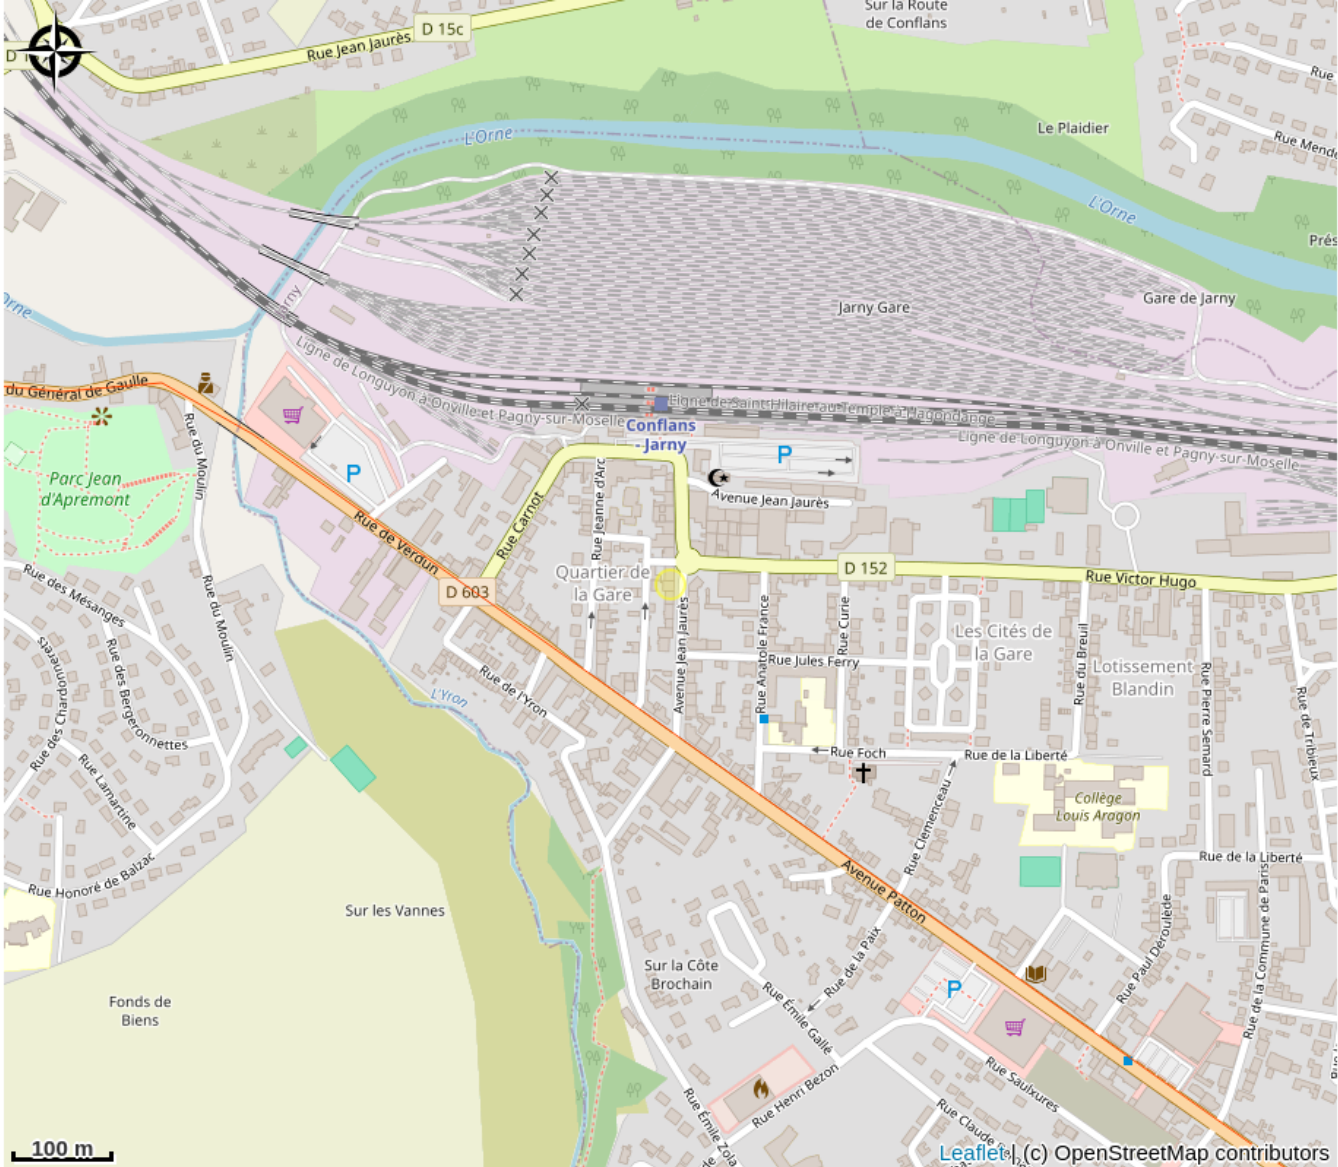 Sur la Route
de Conflans
D 15c
Rue Jean Jaurès
Rue
L'Orne
Le Plaidier
Rue Mende
L'Orne
Prés
Gare de Jarny
Jarny Gare
arny
Orne
Ligne de Longuyon à Onville et Pagny-sur-Moselle
Ligne de Saint-Hilaire-au-Temple à Hagondange
Ligne de Longuyon à Onville et Pagny-sur-Moselle
du Général de Gaulle
Conflans
- Jarny
P
P
Parc Jean
d'Apremont
Rue du Moulin
Avenue Jean Jaurès
Rue Carnot
Rue Jeanne d'Arc
Rue de Verdun
D 603
Quartier de
la Gare
D 152
Rue Victor Hugo
Rue des Mésanges
Rue du Moulin
Avenue Jean Jaurès
Rue Anatole France
Rue Curie
Rue Jules Ferry
Les Cités de
la Gare
Rue du Breuil
Lotissement
Blandin
Rue Pierre Semard
Rue de Tribieux
Rue des Chardonnerets
Rue des Bergeronnettes
Rue de l'Yron
L'Yron
Rue Foch
Rue de la Liberté
Rue Lamartine
Collège
Louis Aragon
Rue Clemenceau
Rue de la Liberté
Rue Honoré de Balzac
Avenue Patton
Sur les Vannes
Rue de la Paix
Rue Paul Déroulède
Rue de la Commune de Paris
Sur la Côte
Brochain
P
Fonds de
Biens
Rue Émile Gallé
Rue Henri Bezon
Rue Saulxures
Rue Émile Zola
Rue Claude
100 m
Leaflet | (c) OpenStreetMap contributors